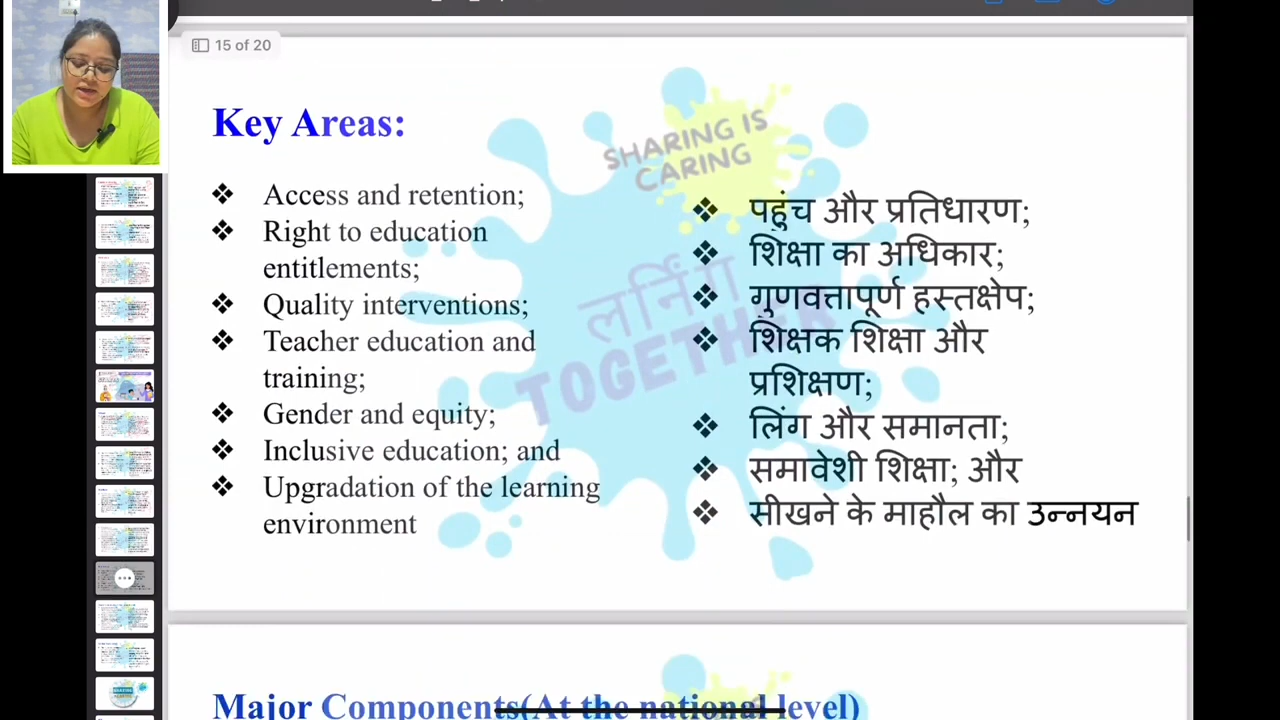 15 of 20
Key Areas:
SHARING IS
CARING
लर्निंग
❖ Access and retention;
❖ Right to education
entitlements;
❖ Quality interventions;
❖ Teacher education and
training;
❖ Gender and equity;
❖ Inclusive education; and
❖ Upgradation of the learning
environment
❖ पहुंच और प्रतिधारण;
❖ शिक्षा का अधिकार;
❖ गुणवत्तापूर्ण हस्तक्षेप;
❖ शिक्षक शिक्षा और
प्रशिक्षण;
❖ लिंग और समानता;
❖ समावेशी शिक्षा; और
❖ सीखने के माहौल का उन्नयन
Major Components(At the national level)